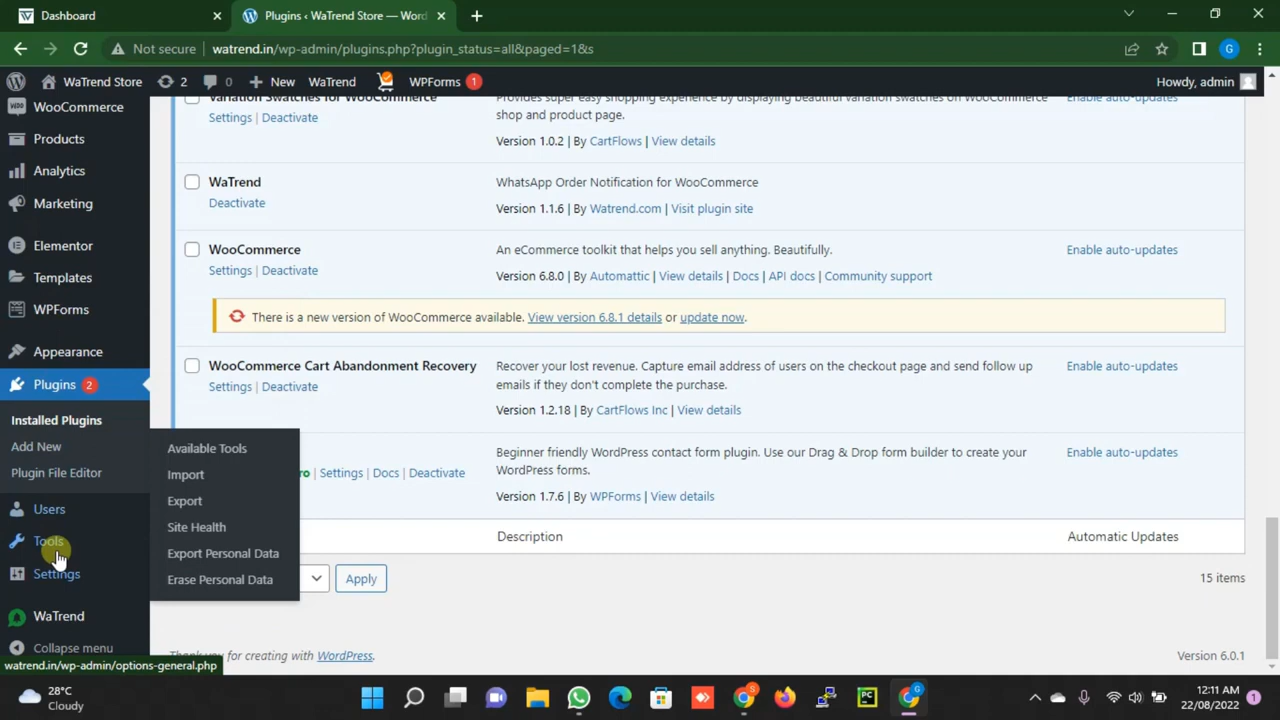 Dashboard
Plugins ‹ WaTrend Store — Word
Not secure
watrend.in/wp-admin/plugins.php?plugin_status=all&paged=1&s
G
WaTrend Store
2
0
New
WaTrend
WPForms 1
Howdy, admin
WooCommerce
Products
Analytics
Marketing
Elementor
Templates
WPForms
Appearance
Plugins 2
Installed Plugins
Add New
Plugin File Editor
Users
Tools
Settings
WaTrend
Collapse menu
Available Tools
Import
Export
Site Health
Export Personal Data
Erase Personal Data
Variation Swatches for WooCommerce
Settings | Deactivate
Provides super easy shopping experience by displaying beautiful variation swatches on WooCommerce
shop and product page.
Version 1.0.2 | By CartFlows | View details
Enable auto-updates
WaTrend
Deactivate
WhatsApp Order Notification for WooCommerce
Version 1.1.6 | By Watrend.com | Visit plugin site
WooCommerce
Settings | Deactivate
An eCommerce toolkit that helps you sell anything. Beautifully.
Version 6.8.0 | By Automattic | View details | Docs | API docs | Community support
Enable auto-updates
There is a new version of WooCommerce available. View version 6.8.1 details or update now.
WooCommerce Cart Abandonment Recovery
Settings | Deactivate
Recover your lost revenue. Capture email address of users on the checkout page and send follow up
emails if they don't complete the purchase.
Version 1.2.18 | By CartFlows Inc | View details
Enable auto-updates
ro | Settings | Docs | Deactivate
Beginner friendly WordPress contact form plugin. Use our Drag & Drop form builder to create your
WordPress forms.
Version 1.7.6 | By WPForms | View details
Enable auto-updates
Description
Automatic Updates
Apply
15 items
Thank you for creating with WordPress.
Version 6.0.1
watrend.in/wp-admin/options-general.php
28°C
Cloudy
12:11 AM
22/08/2022
1